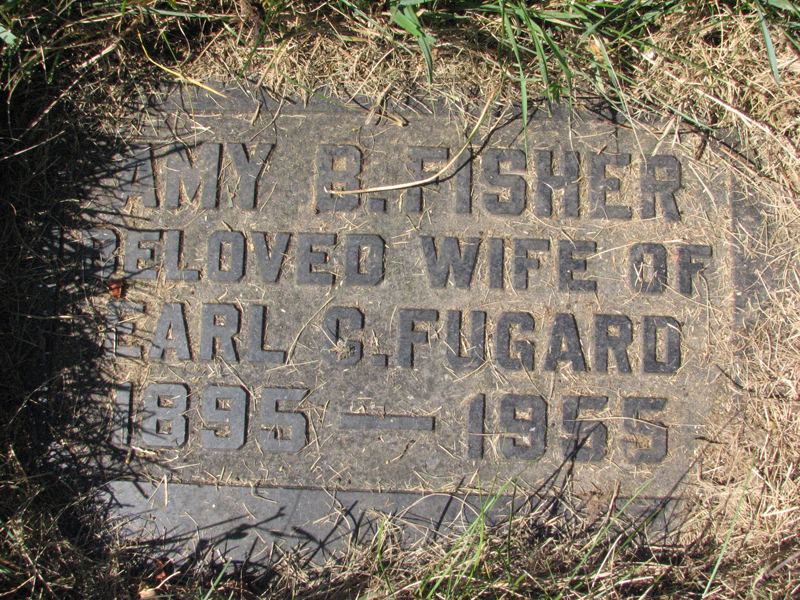 AMY B. FISHER
BELOVED WIFE OF
EARL C. FUGARD
1895 — 1955